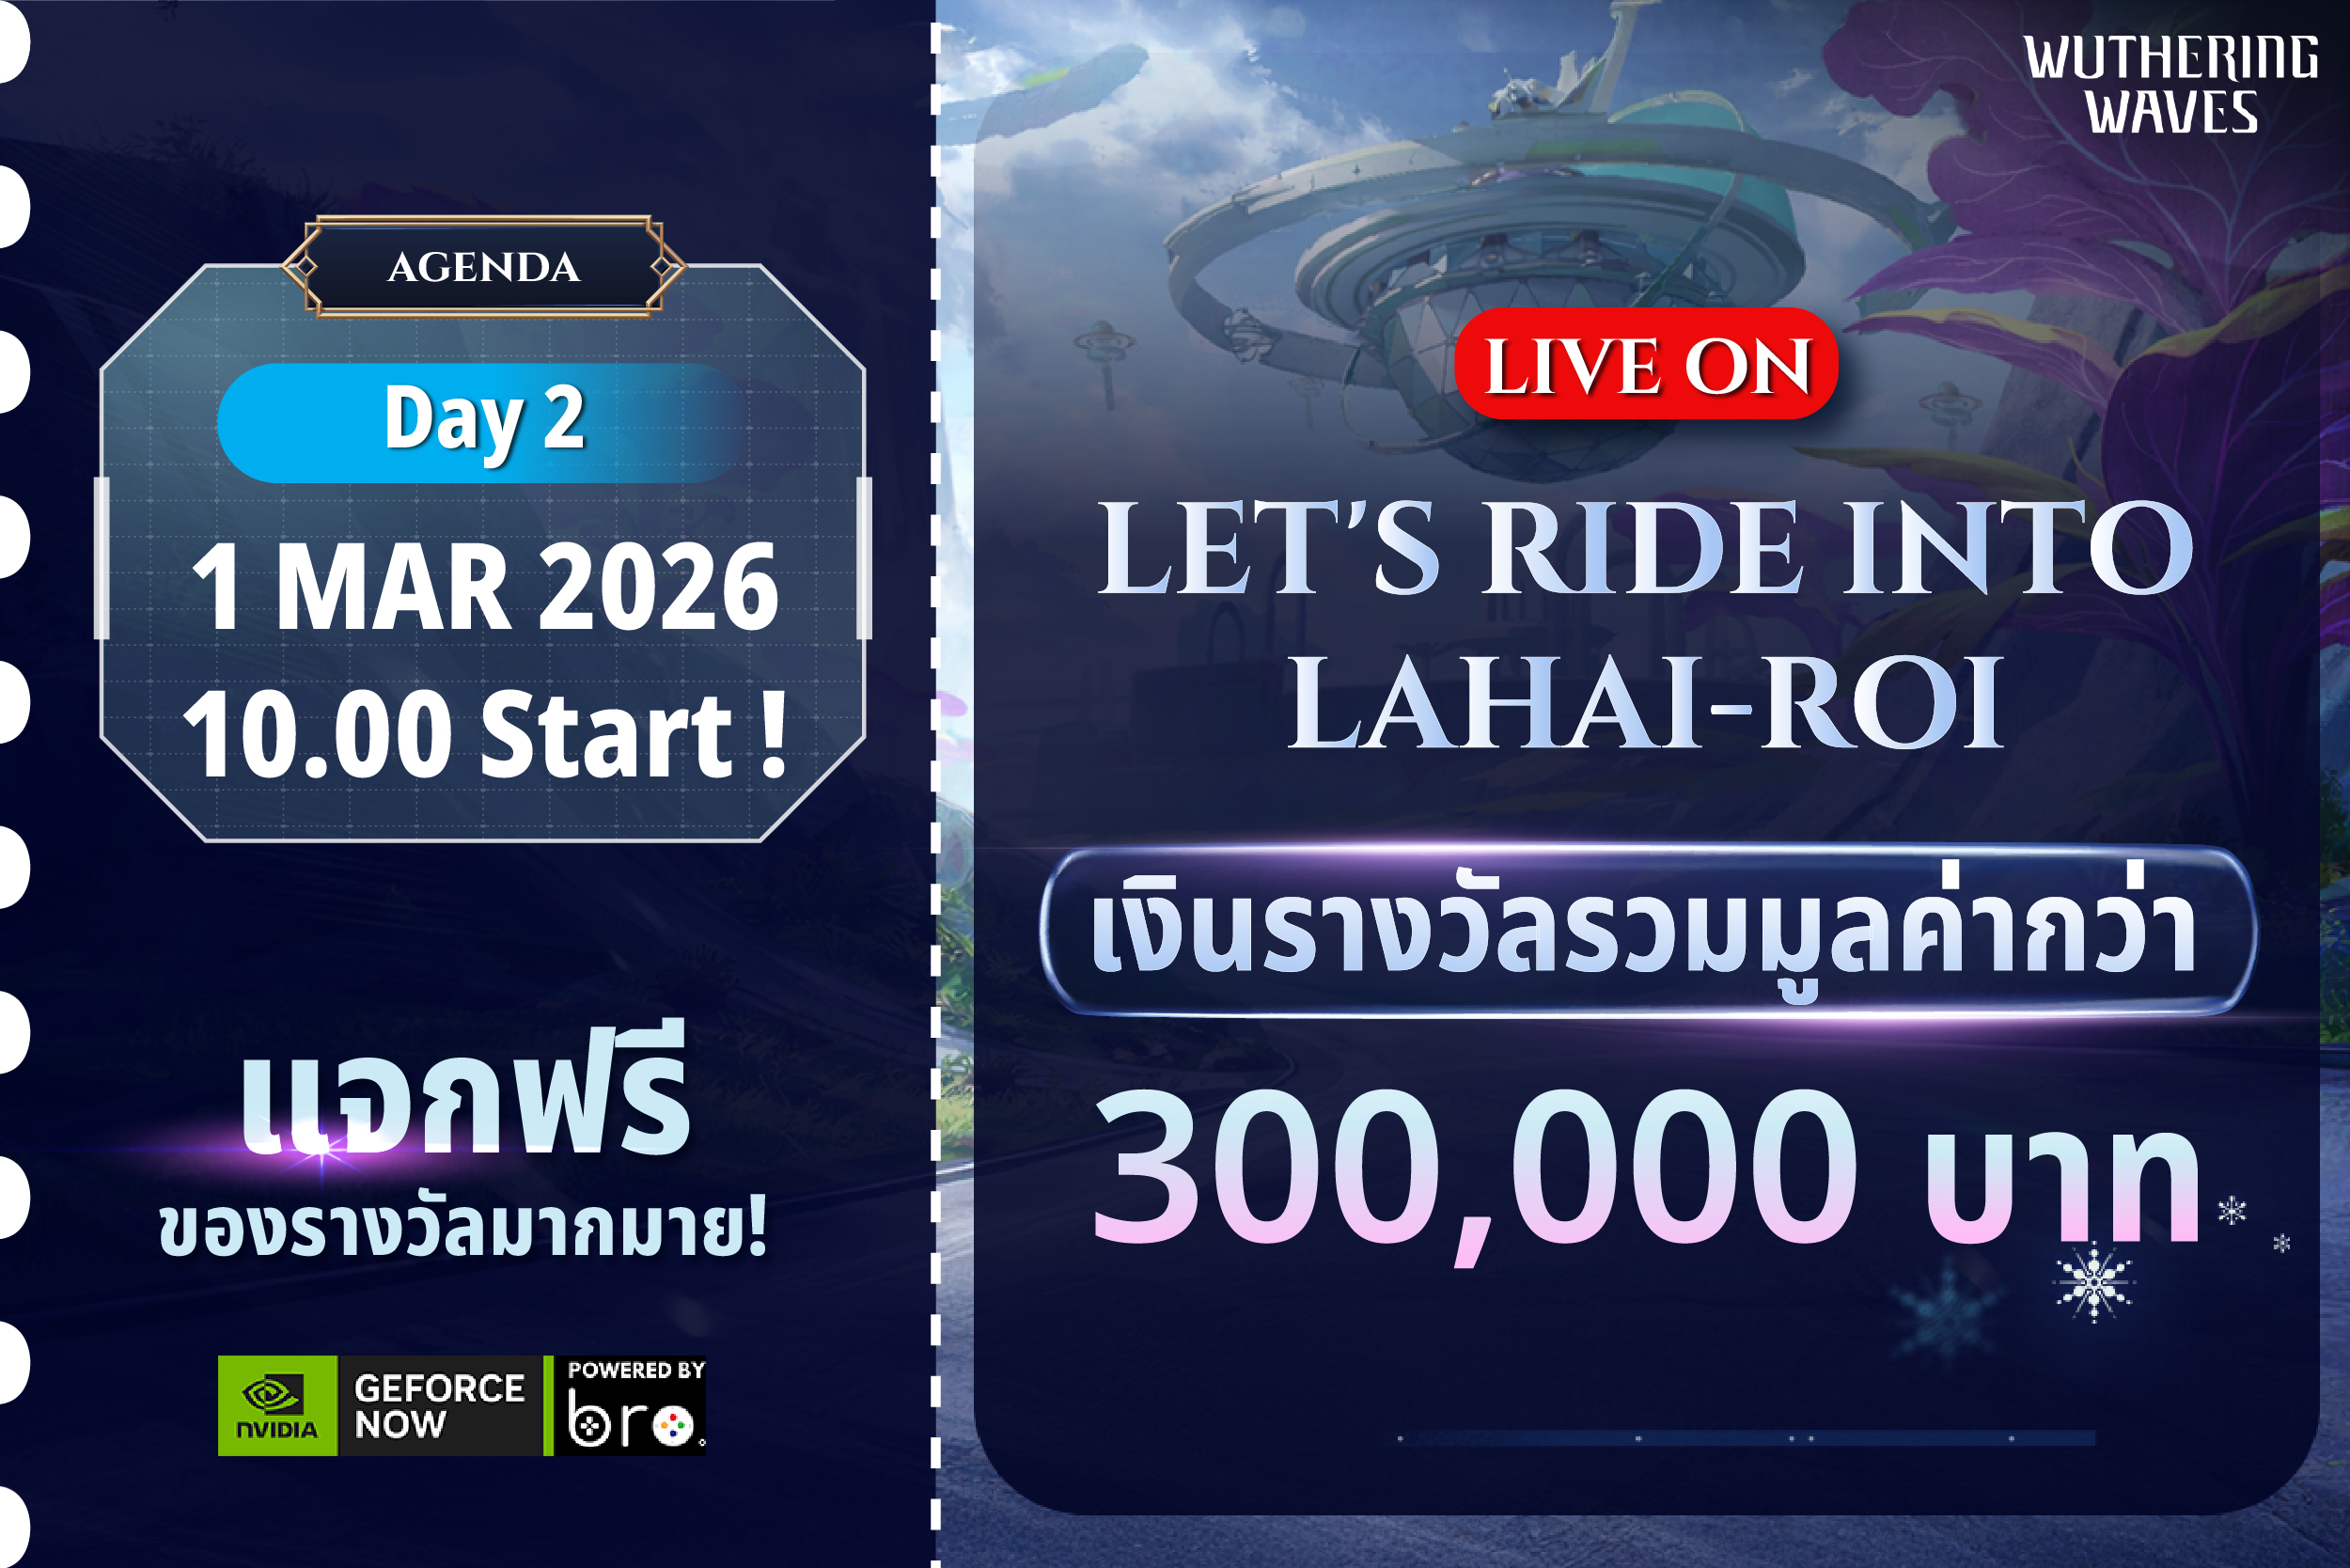 AGENDA
Day 2
1 MAR 2026
10.00 Start !
แจกฟรี
ของรางวัลมากมาย!
NVIDIA
GEFORCE
NOW
POWERED BY
bro.
WUTHERING
WAVES
LIVE ON
LET'S RIDE INTO
LAHAI-ROI
เงินรางวัลรวมมูลค่ากว่า
300,000 บาท